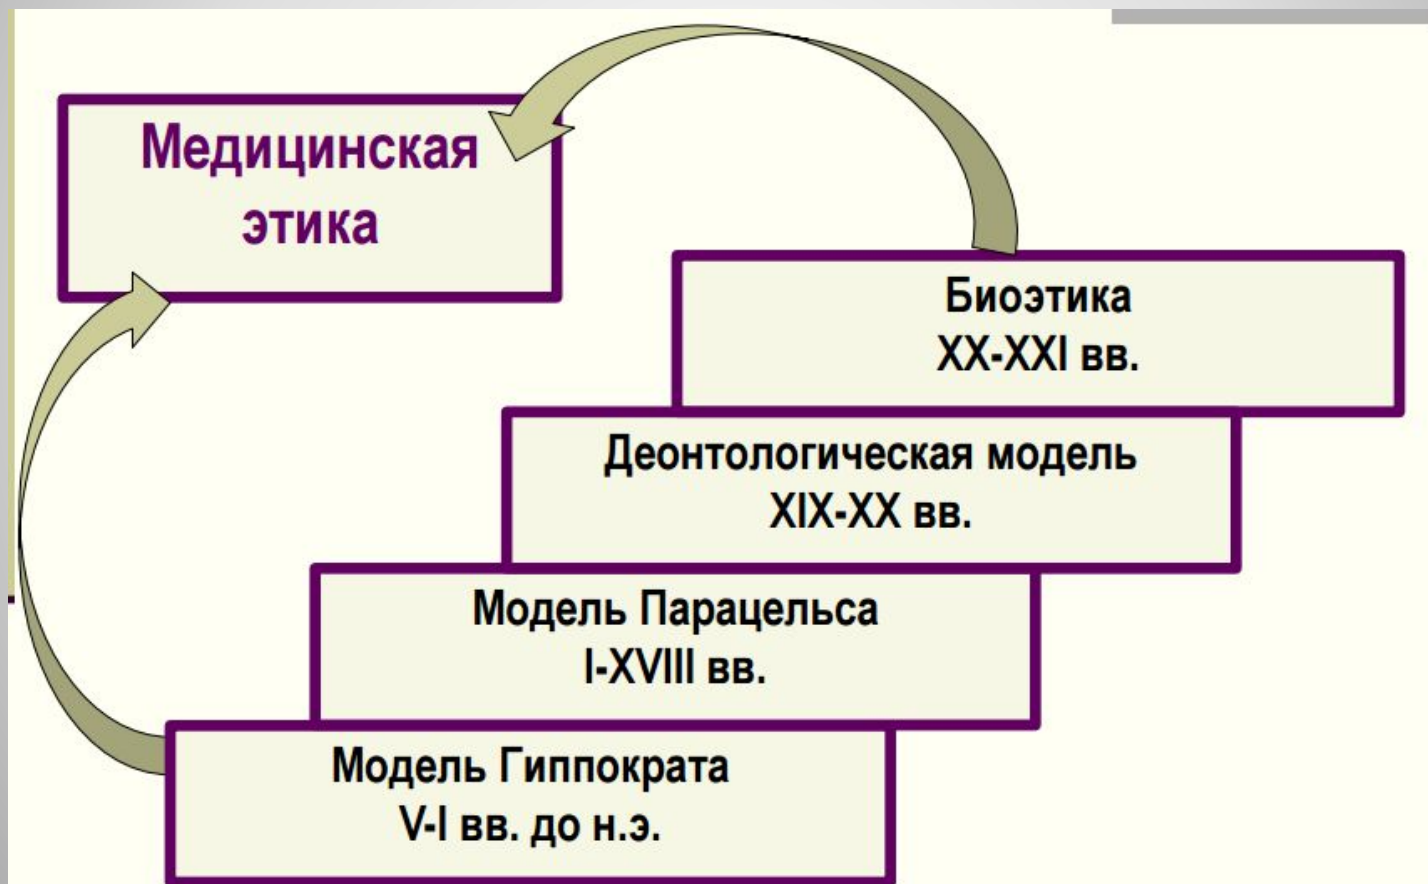 Медицинская
этика
Биоэтика
XX-XXI вв.
Деонтологическая модель
XIX-XX вв.
Модель Парацельса
I-XVIII вв.
Модель Гиппократа
V-I вв. до н.э.